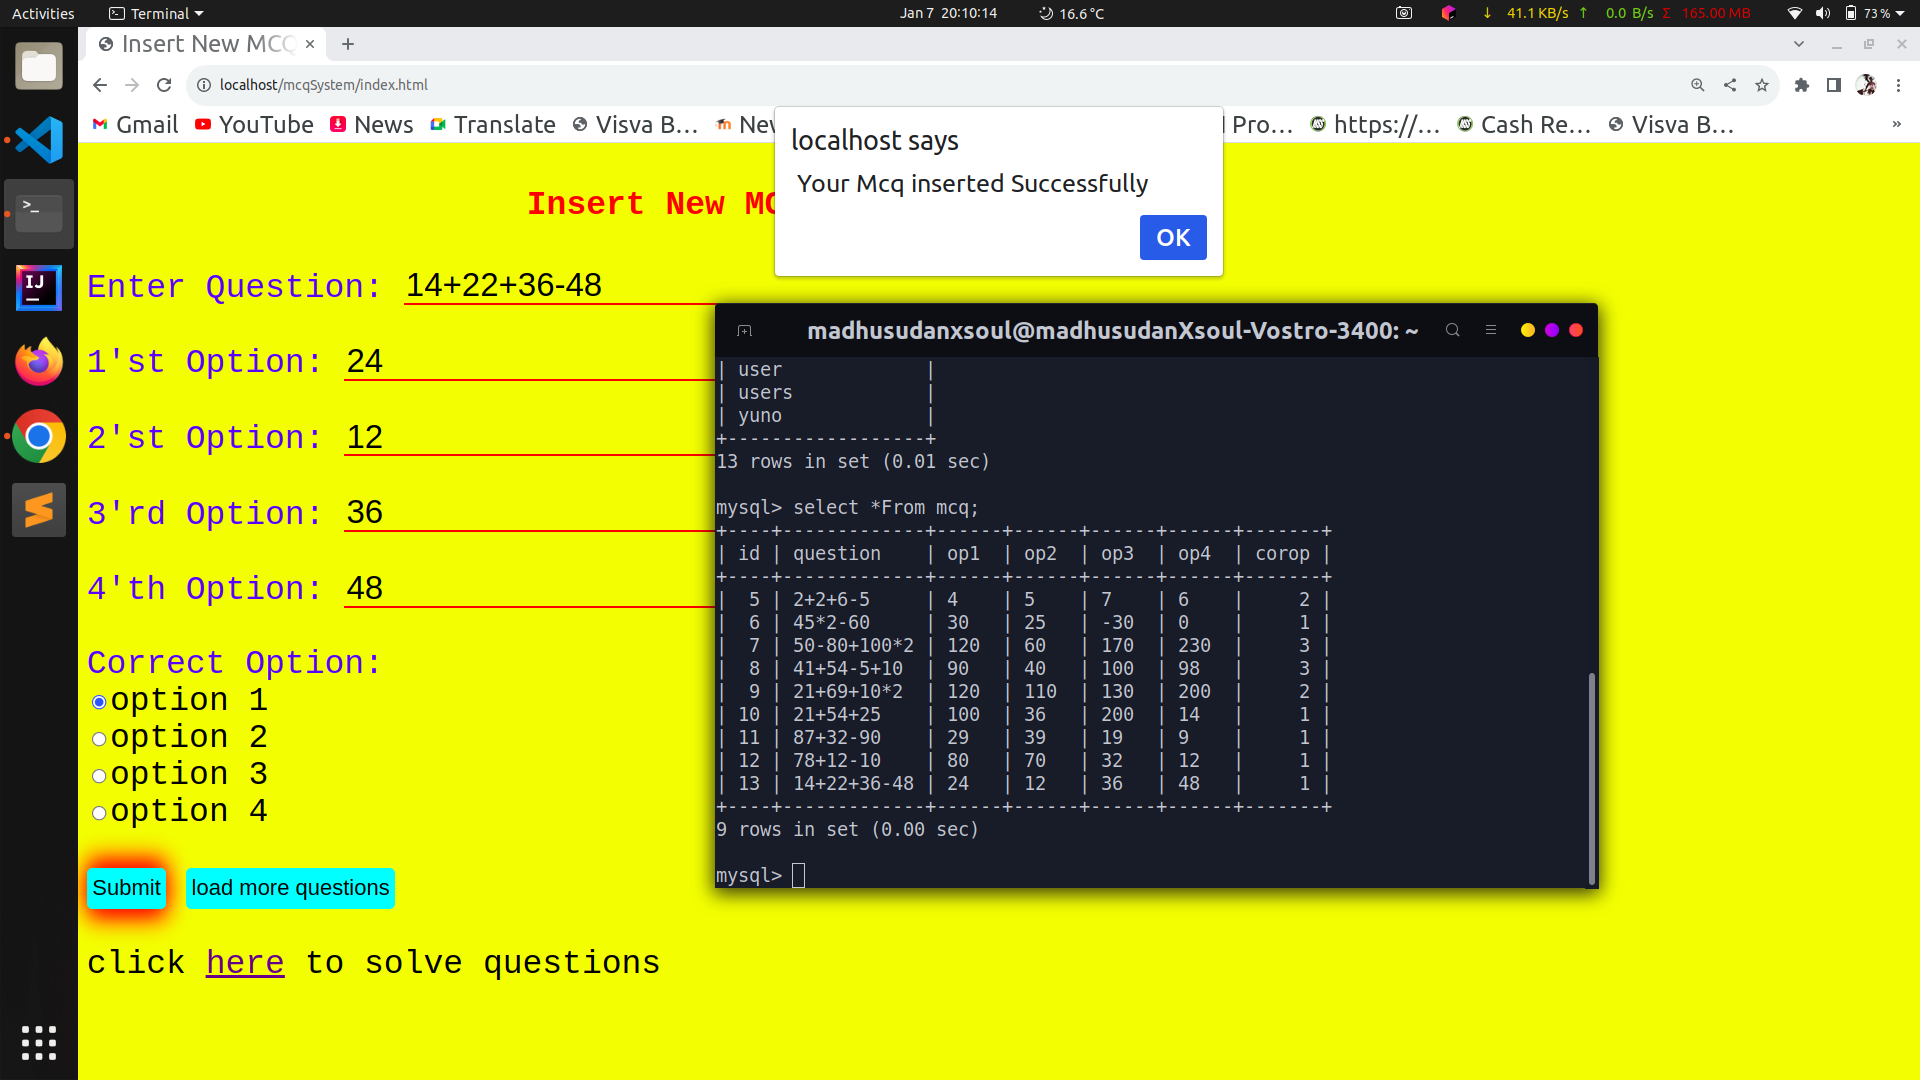 Activities Terminal Jan 7 20:10:14 16.6 °C ↓ 41.1 KB/s ↑ 0.0 B/s Σ 165.00 MB 73 %
Insert New MCQ
localhost/mcqSystem/index.html
Gmail YouTube News Translate Visva B... Pro... https://... Cash Re... Visva B... »
localhost says
Your Mcq inserted Successfully
OK
Insert New
Enter Question: 14+22+36-48
1'st Option: 24
2'st Option: 12
3'rd Option: 36
4'th Option: 48
Correct Option:
option 1
option 2
option 3
option 4
Submit load more questions
click here to solve questions
madhusudanxsoul@madhusudanXsoul-Vostro-3400: ~
| user             |
| users            |
| yuno             |
+------------------+
13 rows in set (0.01 sec)
mysql> select *From mcq;
+----+-------------+------+------+------+------+-------+
| id | question    | op1  | op2  | op3  | op4  | corop |
+----+-------------+------+------+------+------+-------+
|  5 | 2+2+6-5     | 4    | 5    | 7    | 6    |     2 |
|  6 | 45*2-60     | 30   | 25   | -30  | 0    |     1 |
|  7 | 50-80+100*2 | 120  | 60   | 170  | 230  |     3 |
|  8 | 41+54-5+10  | 90   | 40   | 100  | 98   |     3 |
|  9 | 21+69+10*2  | 120  | 110  | 130  | 200  |     2 |
| 10 | 21+54+25    | 100  | 36   | 200  | 14   |     1 |
| 11 | 87+32-90    | 29   | 39   | 19   | 9    |     1 |
| 12 | 78+12-10    | 80   | 70   | 32   | 12   |     1 |
| 13 | 14+22+36-48 | 24   | 12   | 36   | 48   |     1 |
+----+-------------+------+------+------+------+-------+
9 rows in set (0.00 sec)
mysql>